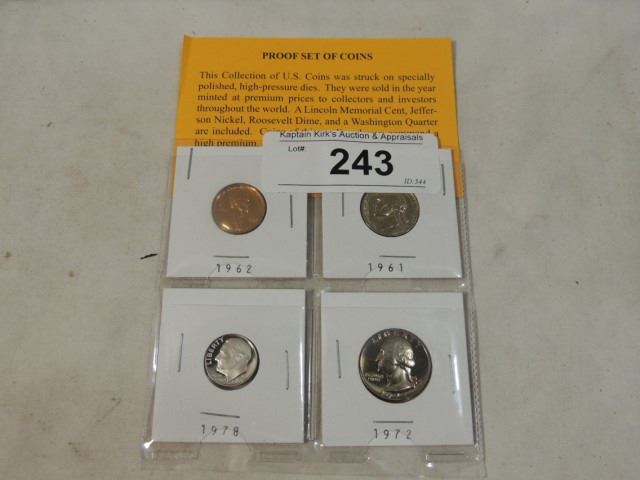 PROOF SET OF COINS
This Collection of U.S. Coins was struck on specially
polished, high-pressure dies. They were sold in the year
minted at premium prices to collectors and investors
throughout the world. A Lincoln Memorial Cent, Jeffer-
son Nickel, Roosevelt Dime, and a Washington Quarter
are included.
high premium.
Kaptain Kirk's Auction & Appraisals
Lot#
243
ID:544
1962
1961
LIBERTY
LIBERTY
1978
1972